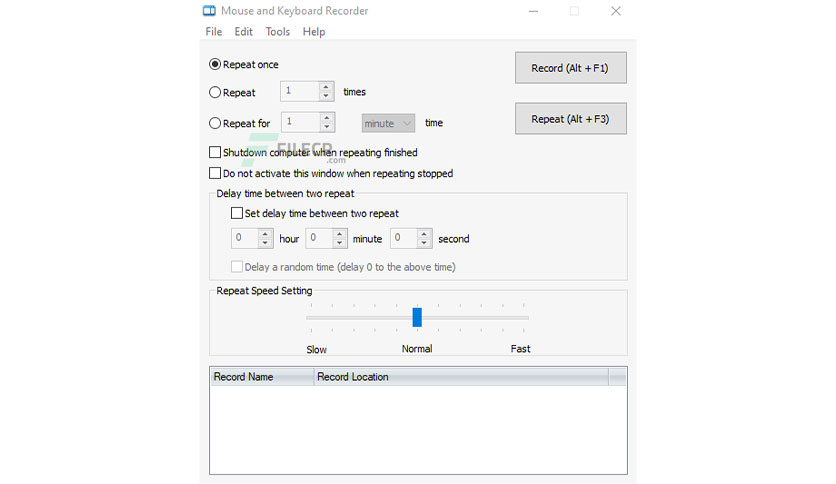 Mouse and Keyboard Recorder
File Edit Tools Help
Repeat once
Record (Alt + F1)
Repeat 1 times
Repeat for 1 minute time
Repeat (Alt + F3)
FILECR
.com
Shutdown computer when repeating finished
Do not activate this window when repeating stopped
Delay time between two repeat
Set delay time between two repeat
0 hour 0 minute 0 second
Delay a random time (delay 0 to the above time)
Repeat Speed Setting
Slow Normal Fast
Record Name Record Location